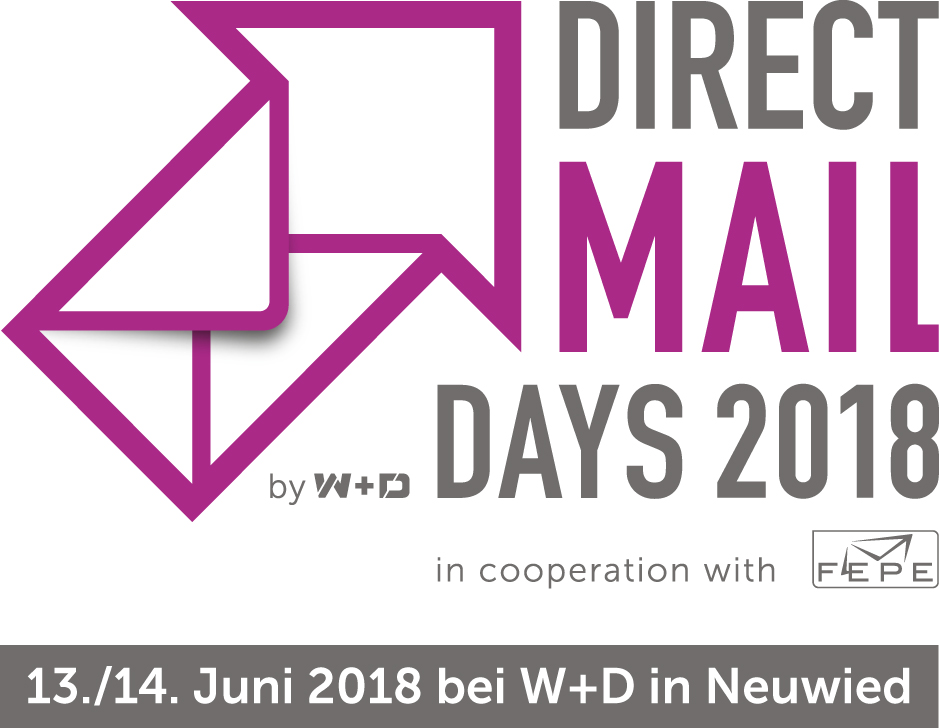 DIRECT
MAIL
DAYS 2018
by W+D
in cooperation with FEPE
13./14. Juni 2018 bei W+D in Neuwied